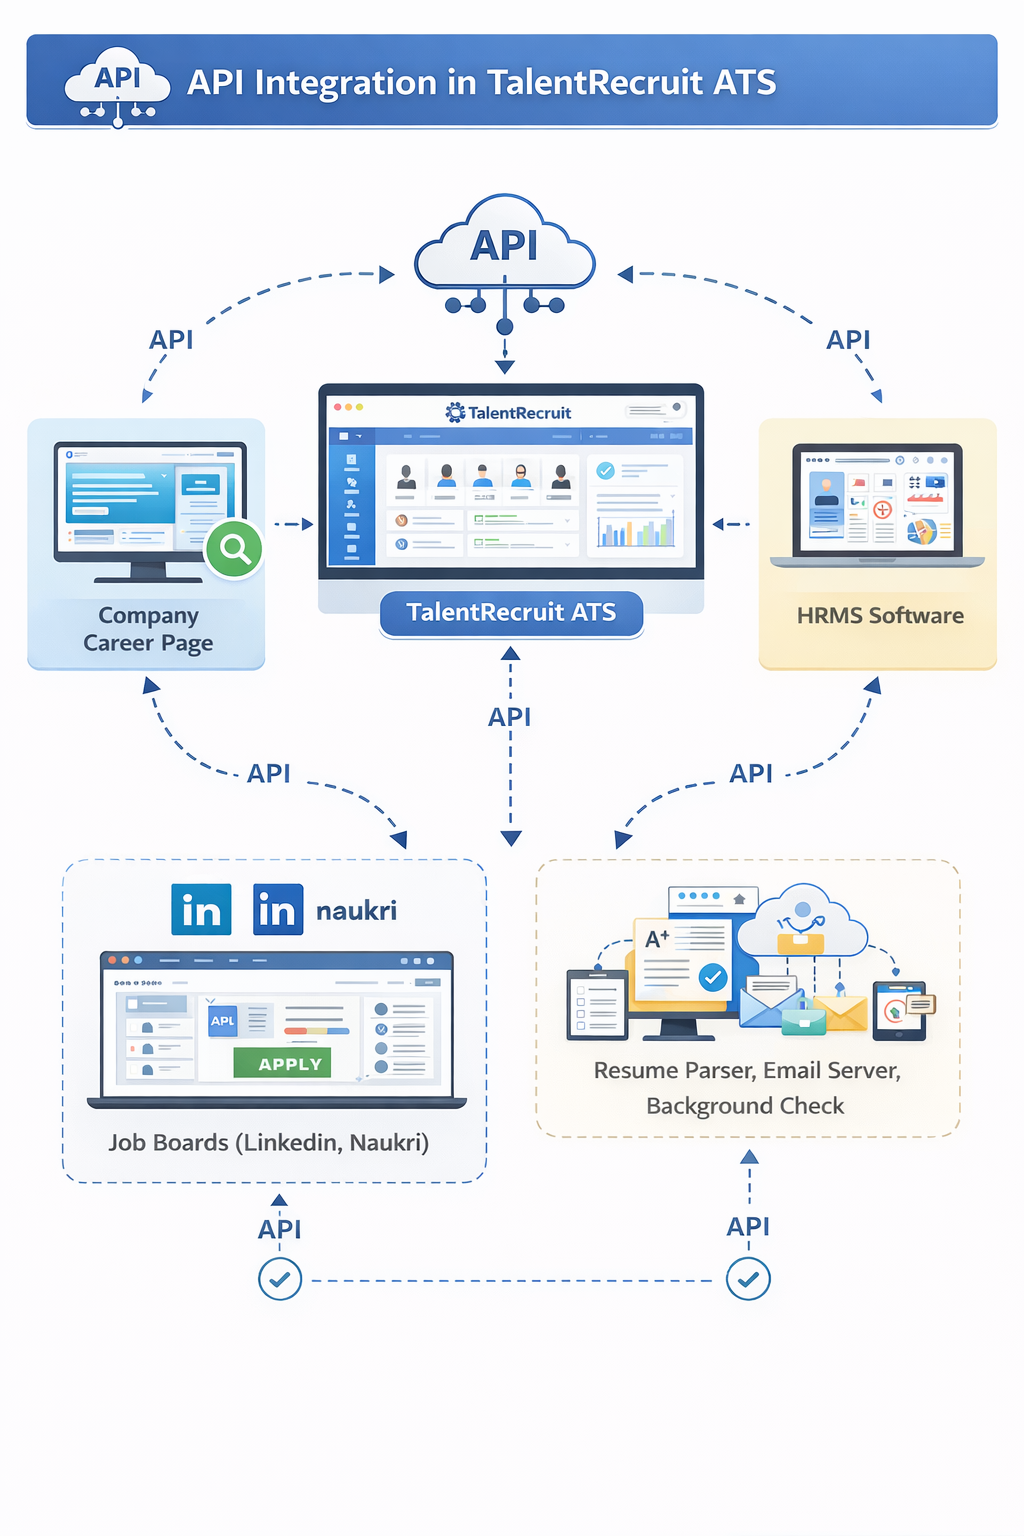 API
API Integration in TalentRecruit ATS
API
API
API
TalentRecruit
Company
Career Page
TalentRecruit ATS
HRMS Software
API
API
API
in
in
naukri
A+
APPLY
Resume Parser, Email Server,
Background Check
Job Boards (Linkedin, Naukri)
API
API